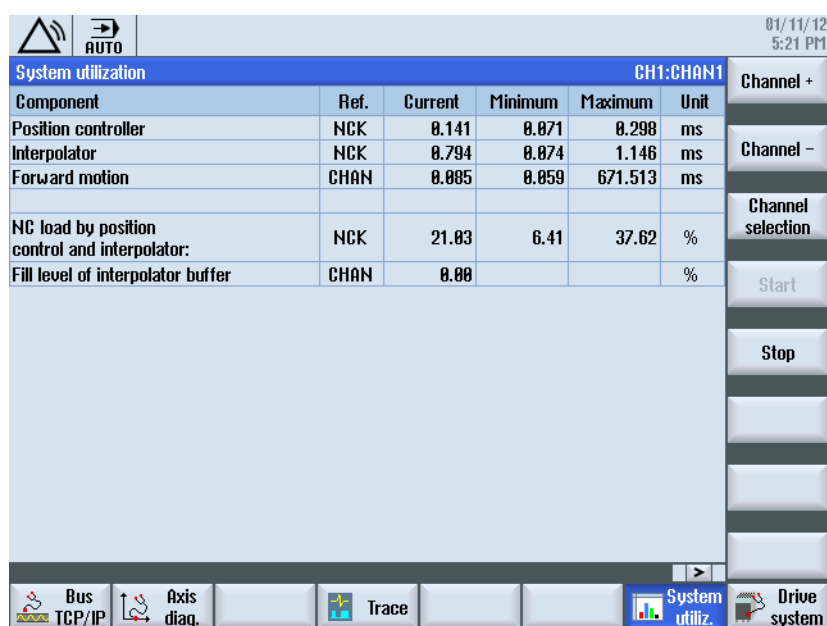 01/11/12
5:21 PM
AUTO
System utilization CH1:CHAN1
Component Ref. Current Minimum Maximum Unit
Position controller NCK 0.141 0.071 0.298 ms
Interpolator NCK 0.794 0.074 1.146 ms
Forward motion CHAN 0.085 0.059 671.513 ms
NC load by position
control and interpolator: NCK 21.03 6.41 37.62 %
Fill level of interpolator buffer CHAN 0.00 %
Channel +
Channel -
Channel
selection
Start
Stop
>
Bus
TCP/IP
Axis
diag.
Trace
System
utiliz.
Drive
system